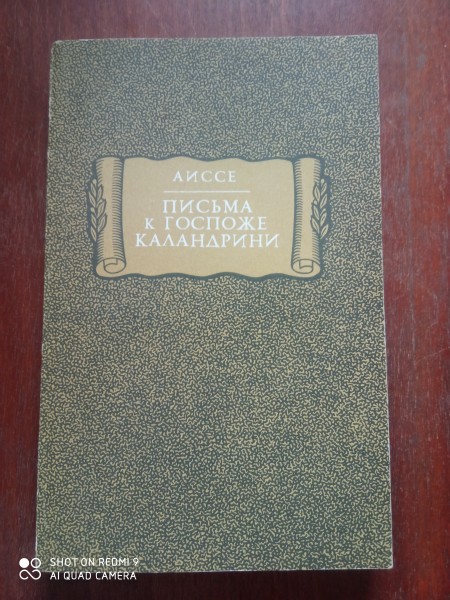 АИССЕ
ПИСЬМА
К ГОСПОЖЕ
КАЛАНДРИНИ
SHOT ON REDMI 9
AI QUAD CAMERA